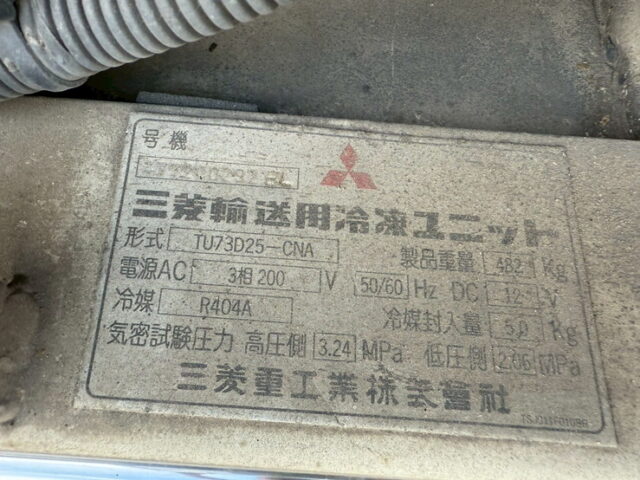 号機
三菱輸送用冷凍ユニット
形式 TU73D25-CNA 製品重量 482 Kg
電源AC 3相200 V 50/60 Hz DC 12 V
冷媒 R404A 冷媒封入量 5.0 Kg
気密試験圧力 高圧側 3.24 MPa 低圧側 2.06 MPa
三菱重工業株式会社